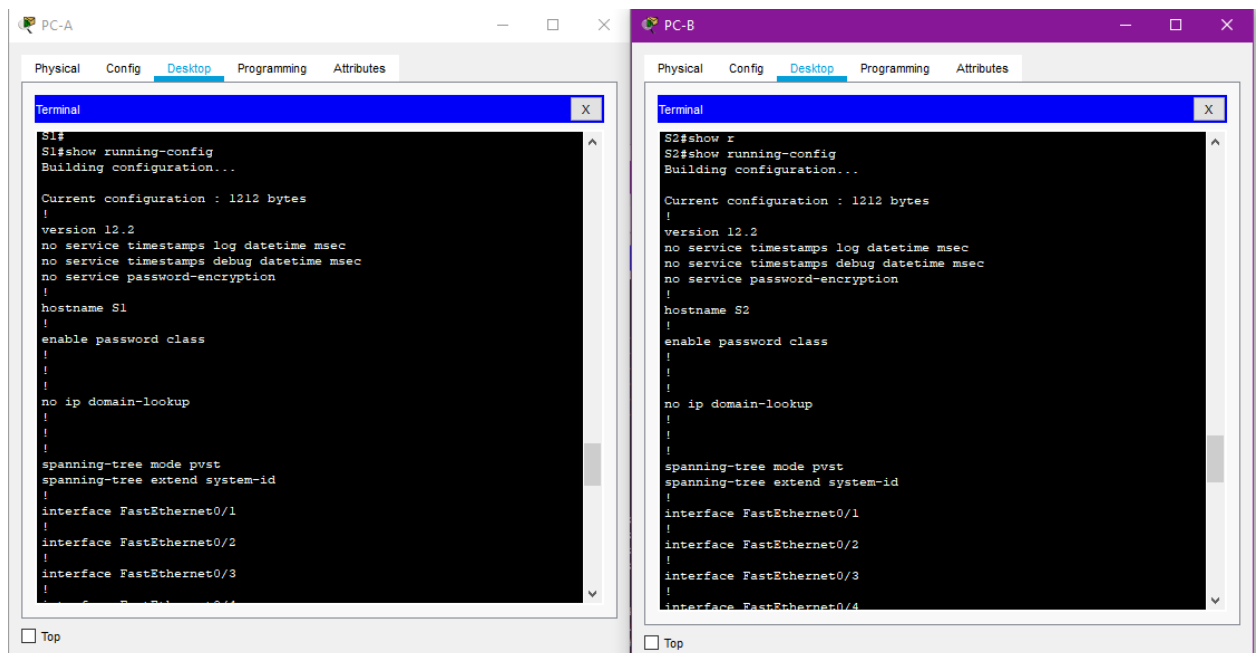 PC-A
Physical Config Desktop Programming Attributes
Terminal
X
S1#
S1#show running-config
Building configuration...
Current configuration : 1212 bytes
!
version 12.2
no service timestamps log datetime msec
no service timestamps debug datetime msec
no service password-encryption
!
hostname S1
!
enable password class
!
!
!
no ip domain-lookup
!
!
!
spanning-tree mode pvst
spanning-tree extend system-id
!
interface FastEthernet0/1
!
interface FastEthernet0/2
!
interface FastEthernet0/3
!
Top
PC-B
Physical Config Desktop Programming Attributes
Terminal
X
S2#show r
S2#show running-config
Building configuration...
Current configuration : 1212 bytes
!
version 12.2
no service timestamps log datetime msec
no service timestamps debug datetime msec
no service password-encryption
!
hostname S2
!
enable password class
!
!
!
no ip domain-lookup
!
!
!
spanning-tree mode pvst
spanning-tree extend system-id
!
interface FastEthernet0/1
!
interface FastEthernet0/2
!
interface FastEthernet0/3
!
interface FastEthernet0/4
Top